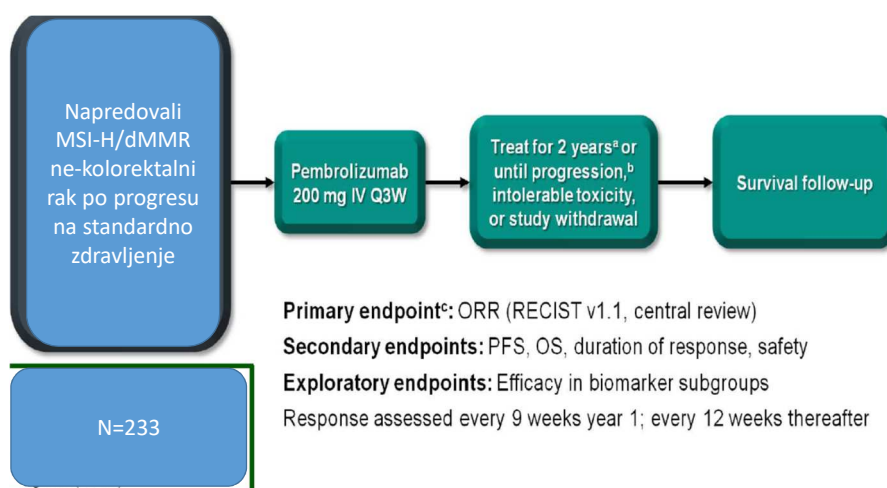 Napredovali
MSI-H/dMMR
ne-kolorektalni
rak po progresu
na standardno
zdravljenje
Pembrolizumab
200 mg IV Q3W
Treat for 2 yearsᵃ or
until progression,ᵇ
intolerable toxicity,
or study withdrawal
Survival follow-up
Primary endpointᶜ: ORR (RECIST v1.1, central review)
Secondary endpoints: PFS, OS, duration of response, safety
Exploratory endpoints: Efficacy in biomarker subgroups
Response assessed every 9 weeks year 1; every 12 weeks thereafter
N=233